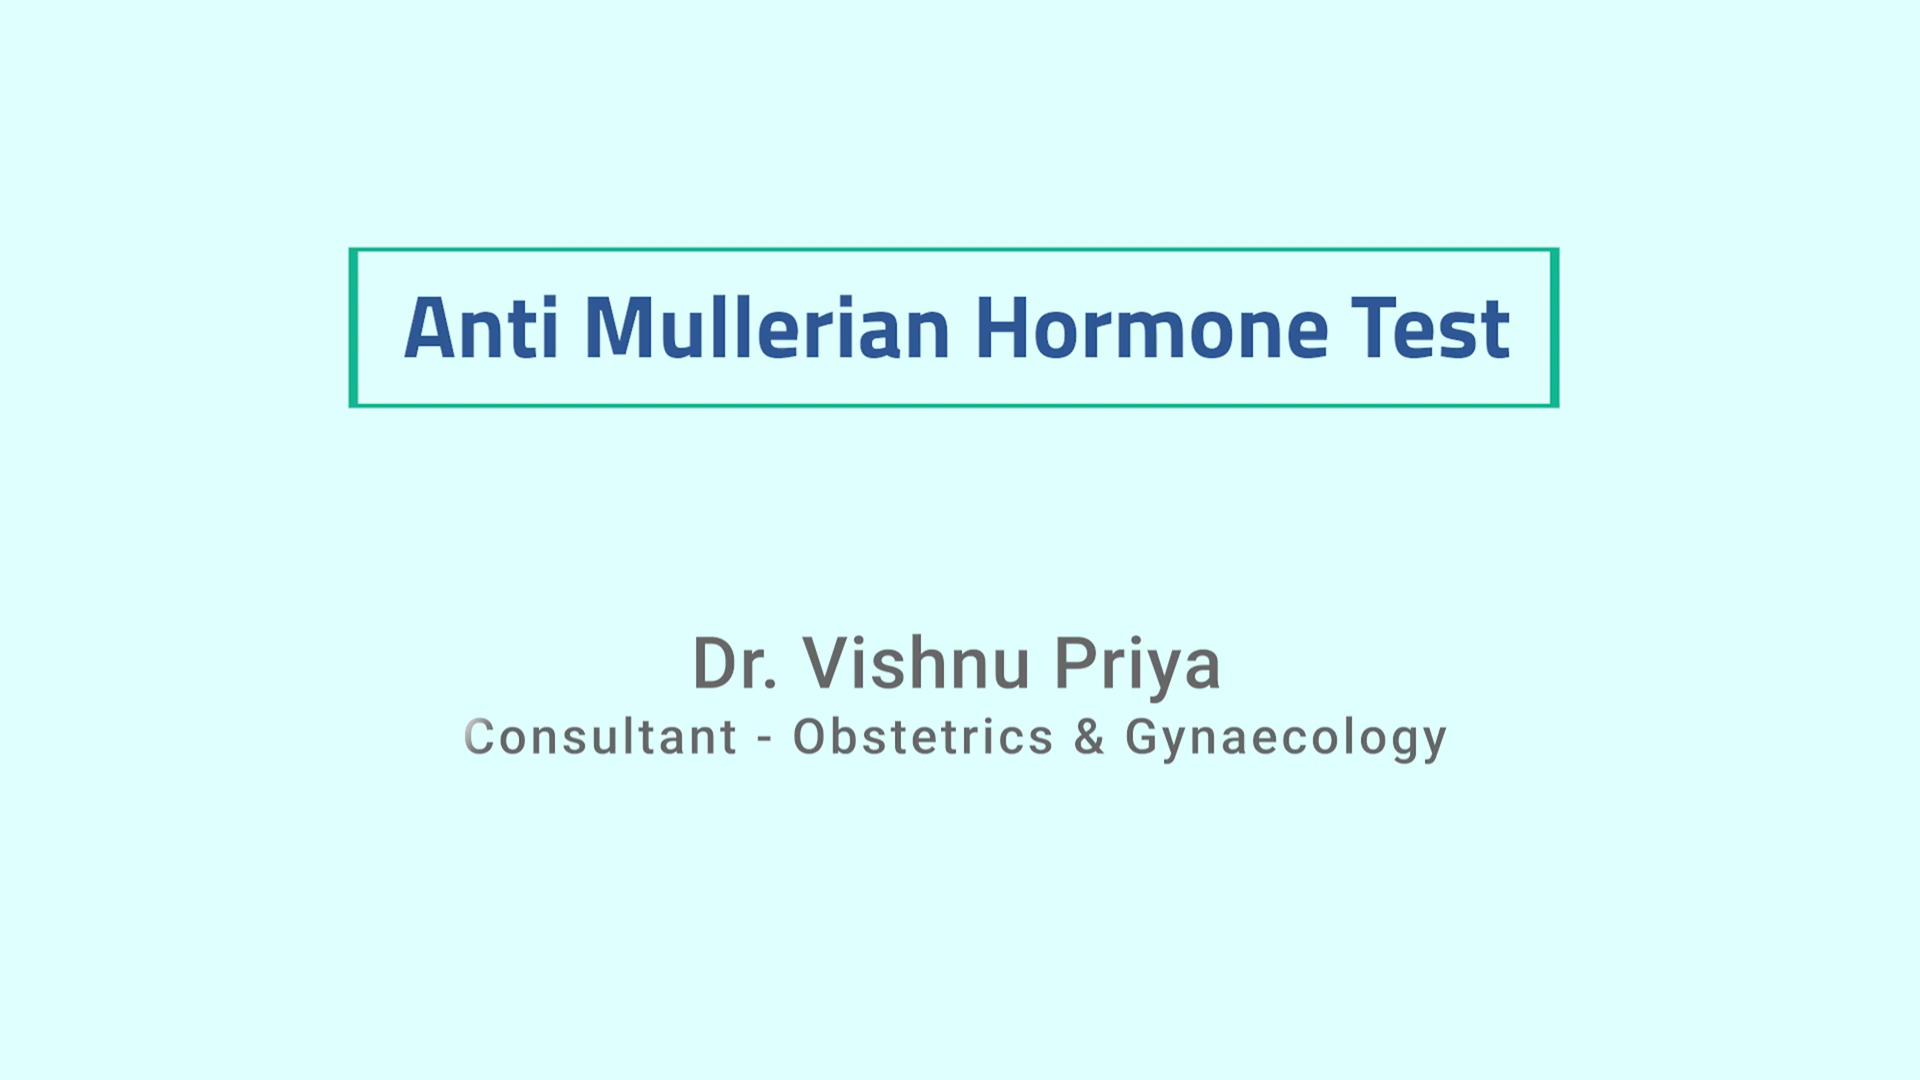 Anti Mullerian Hormone Test
Dr. Vishnu Priya
Consultant - Obstetrics & Gynaecology